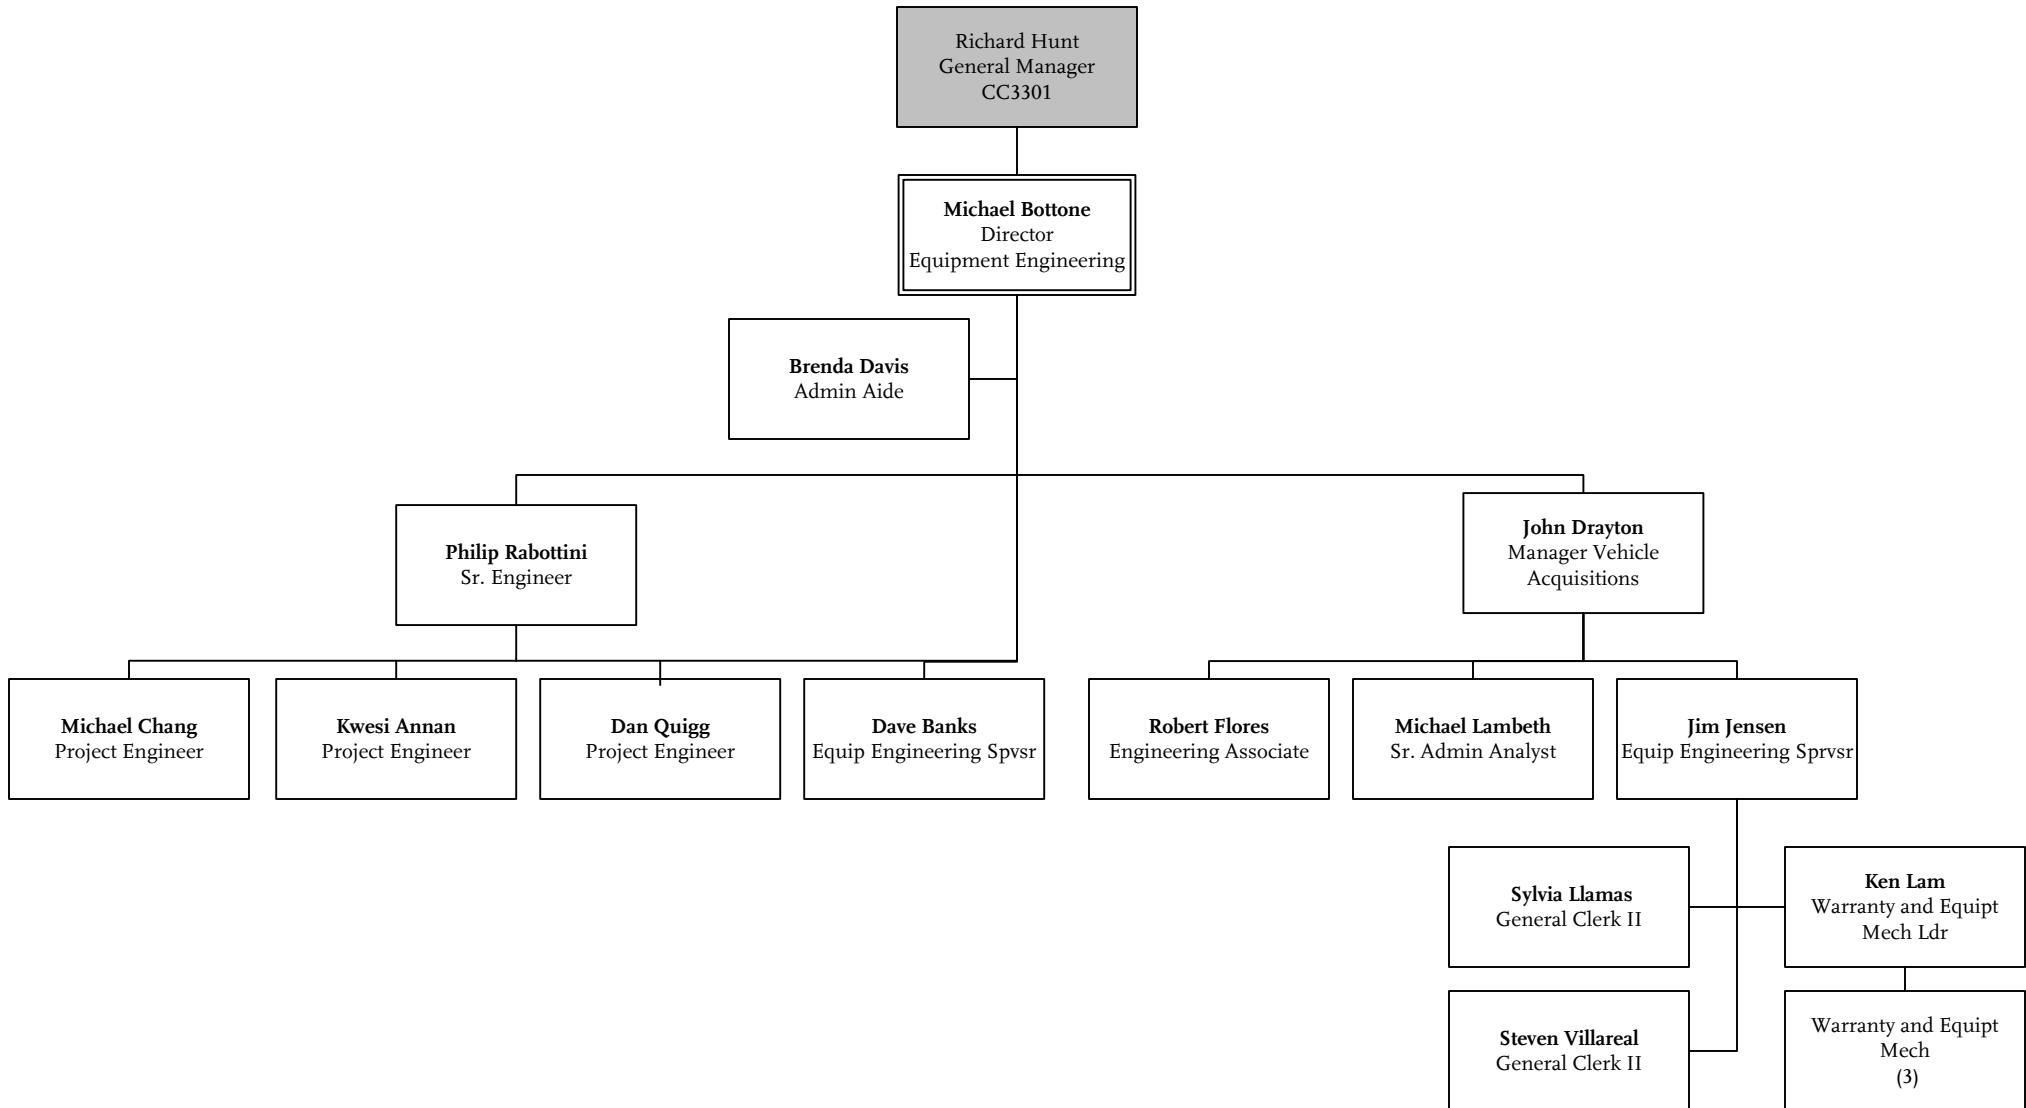 Richard Hunt
General Manager
CC3301
Michael Bottone
Director
Equipment Engineering
Brenda Davis
Admin Aide
Philip Rabottini
Sr. Engineer
John Drayton
Manager Vehicle
Acquisitions
Michael Chang
Project Engineer
Kwesi Annan
Project Engineer
Dan Quigg
Project Engineer
Dave Banks
Equip Engineering Spvsr
Robert Flores
Engineering Associate
Michael Lambeth
Sr. Admin Analyst
Jim Jensen
Equip Engineering Sprvsr
Sylvia Llamas
General Clerk II
Ken Lam
Warranty and Equipt
Mech Ldr
Steven Villareal
General Clerk II
Warranty and Equipt
Mech
(3)